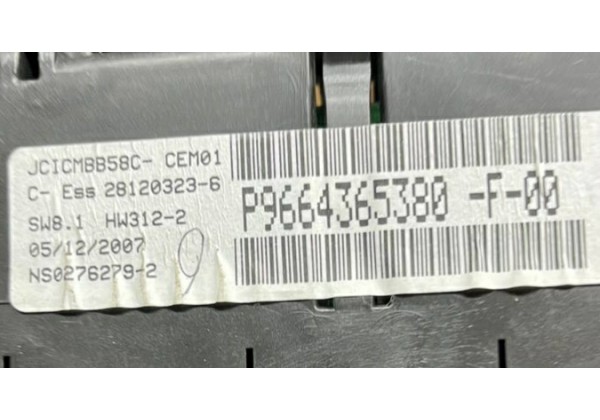 JCICMBB58C- CEM01
C- Ess 28120323-6
SW8.1 HW312-2
05/12/2007
NS0276279-2
9
P9664365380 -F-00